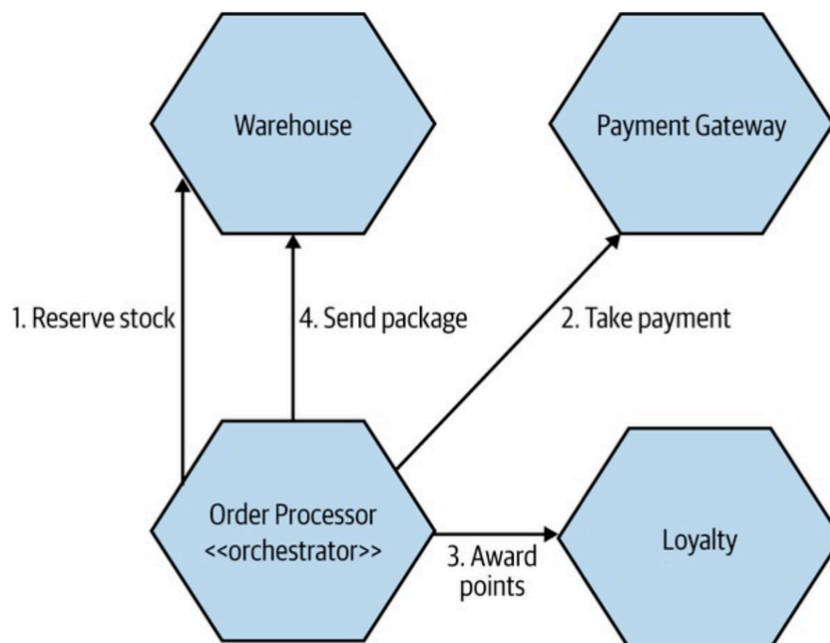 Warehouse
Payment Gateway
1. Reserve stock
4. Send package
2. Take payment
Order Processor
<<orchestrator>>
3. Award
points
Loyalty